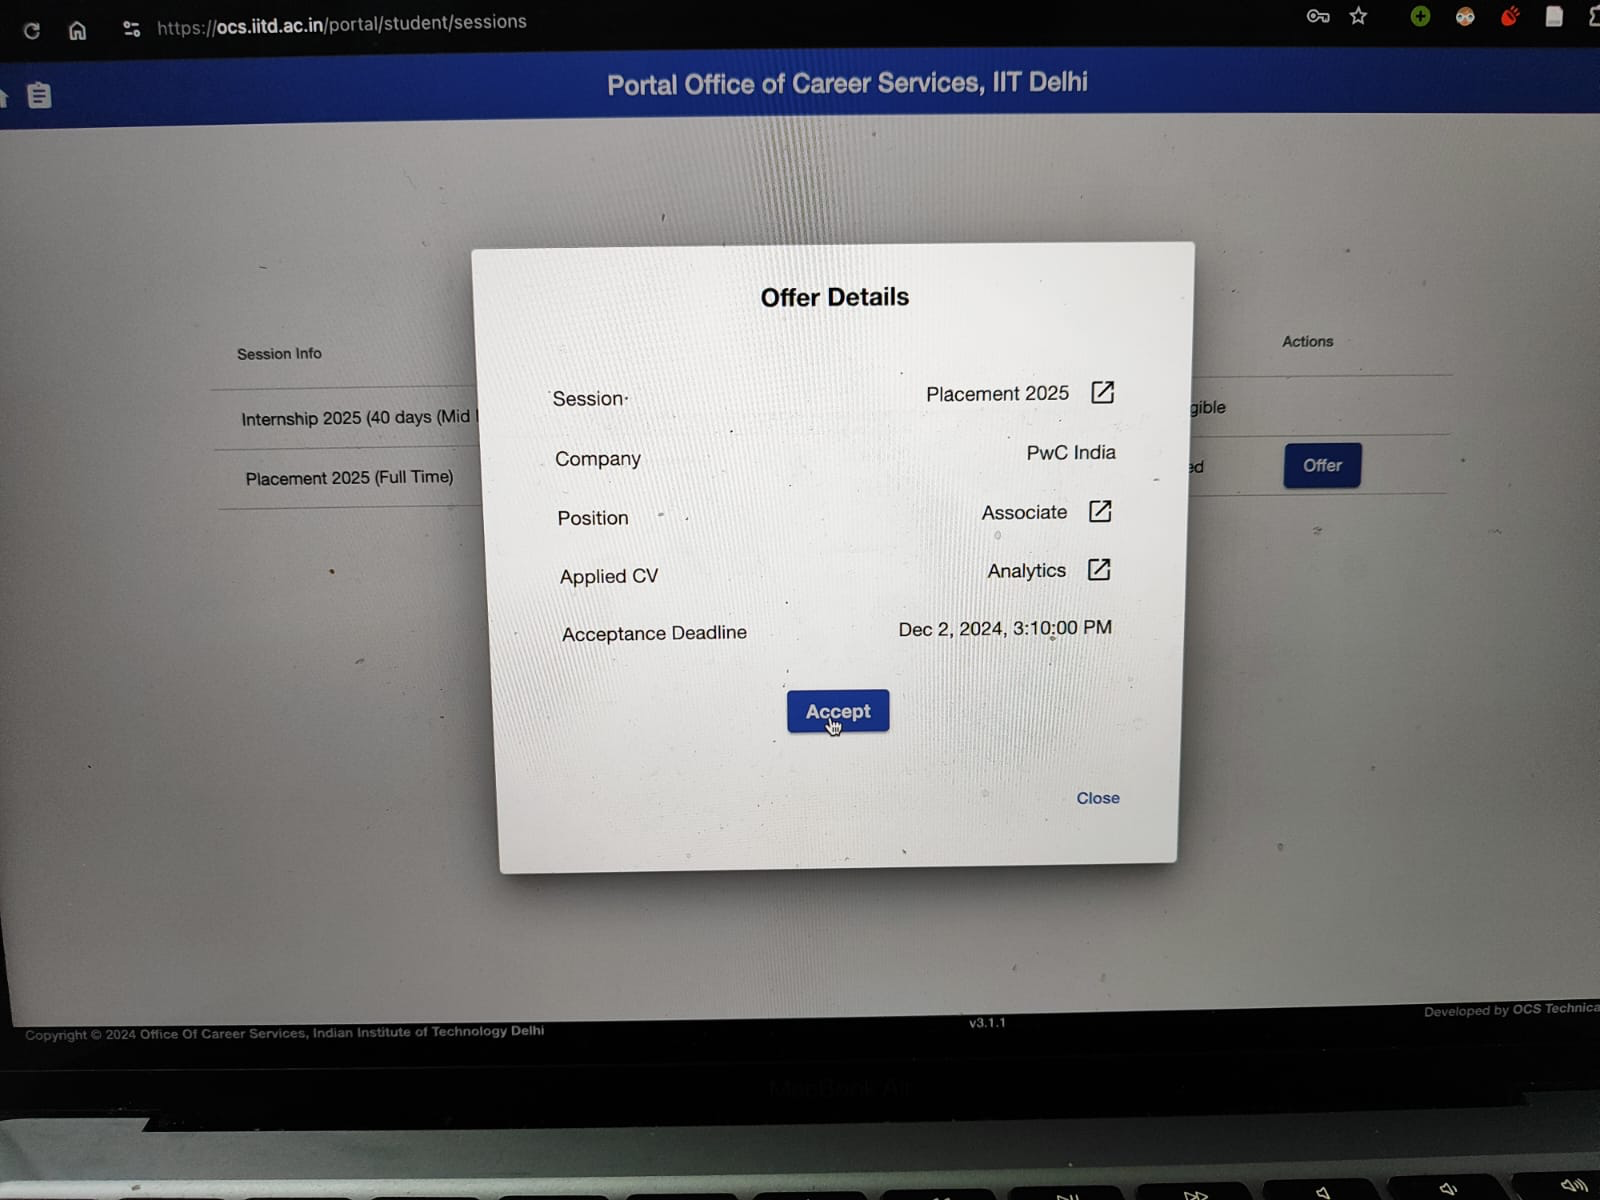 https://ocs.iitd.ac.in/portal/student/sessions
Portal Office of Career Services, IIT Delhi
Offer Details
Session Info
Actions
Session
Placement 2025
Internship 2025 (40 days (Mid
gible
Company
PwC India
Placement 2025 (Full Time)
ed
Offer
Position
Associate
Applied CV
Analytics
Acceptance Deadline
Dec 2, 2024, 3:10:00 PM
Accept
Close
Copyright © 2024 Office Of Career Services, Indian Institute of Technology Delhi
v3.1.1
Developed by OCS Technica
MacBook Air